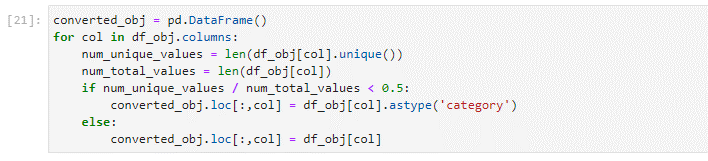 [21]: converted_obj = pd.DataFrame()
for col in df_obj.columns:
    num_unique_values = len(df_obj[col].unique())
    num_total_values = len(df_obj[col])
    if num_unique_values / num_total_values < 0.5:
        converted_obj.loc[:,col] = df_obj[col].astype('category')
    else:
        converted_obj.loc[:,col] = df_obj[col]